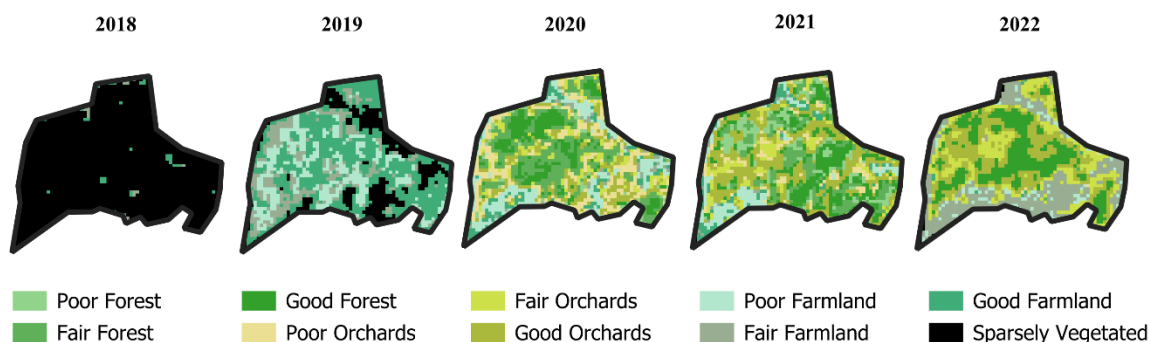 2018 2019 2020 2021 2022
Poor Forest Good Forest Fair Orchards Poor Farmland Good Farmland
Fair Forest Poor Orchards Good Orchards Fair Farmland Sparsely Vegetated